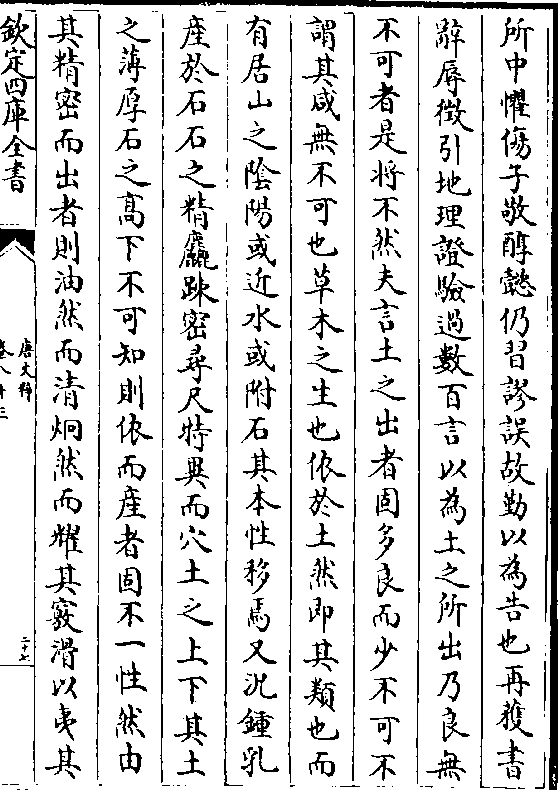 所中懼傷子敬醇懿仍習謬誤故勤以為告也再獲書
辭辱徵引地理證驗過數百言以為土之所出乃良無
不可者是將不然夫言土之出者固多良而少不可不
謂其咸無不可也草木之生也依於土然即其類也而
有居山之陰陽或近水或附石其本性移焉又況鍾乳
產於石石之精麤踈密尋尺特異而穴土之上下其土
之薄厚石之高下不可知則依而產者固不一性然由
其精密而出者則油然而清炯然而耀其竅滑以夷其
欽定四庫全書
唐文粹
卷八十三
二十七